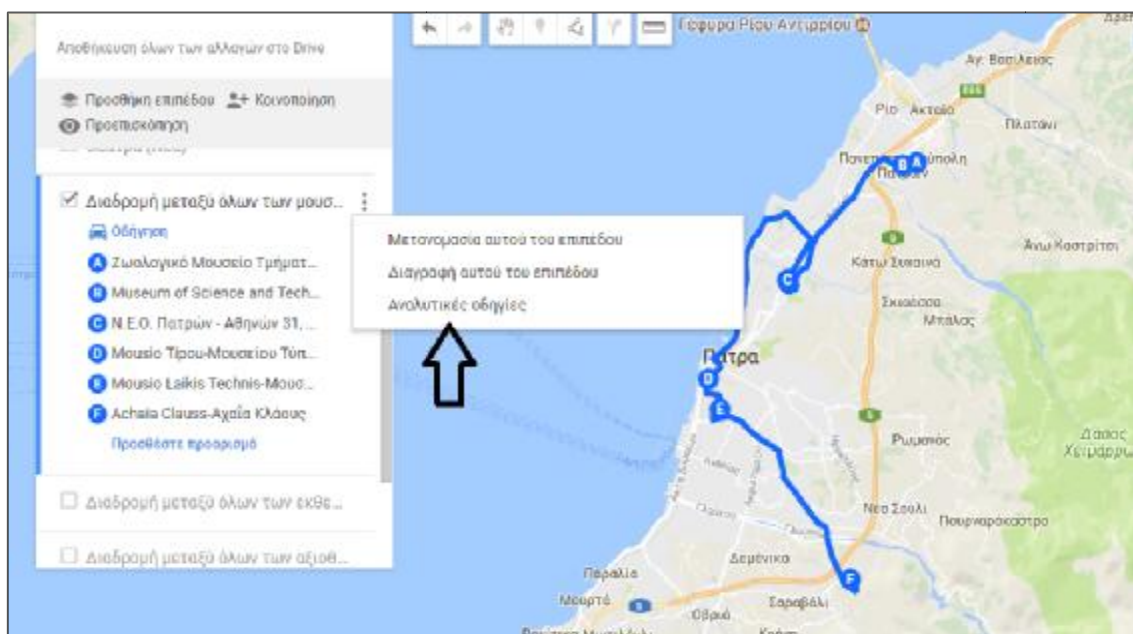 Αποθήκευση όλων των αλλαγών στο Drive
Προσθήκη επιπέδου Κοινοποίηση
Προεπισκόπηση
Διαδρομή μεταξύ όλων των μουσ...
Οδήγηση
A Ζωολογικό Μουσείο Τμήματ...
B Museum of Science and Tech...
C Ν.Ε.Ο. Πατρών - Αθηνών 31, ...
D Mousio Tipou-Μουσείου Τύπ...
E Mousio Laikis Technis-Μουσ...
F Achaia Clauss-Αχαΐα Κλάους
Προσθέστε προορισμό
Διαδρομή μεταξύ όλων των εκθε...
Διαδρομή μεταξύ όλων των αξιοθ...
Μετονομασία αυτού του επιπέδου
Διαγραφή αυτού του επιπέδου
Αναλυτικές οδηγίες
Γέφυρα Ρίου Αντιρρίου
Αγ. Βασίλειος
Ρίο Ακταίο
Πλατάνι
B A
Άνω Καστρίτσι
Κάτω Συχαινά
C
Σκιόεσσα
Μπάλας
Πάτρα
D
E
Ρωμανός
Δάσος
Νέο Σούλι
Πουρναρόκαστρο
Δεμένικα
F
Παραλία
Σαραβάλι
Οβρυά